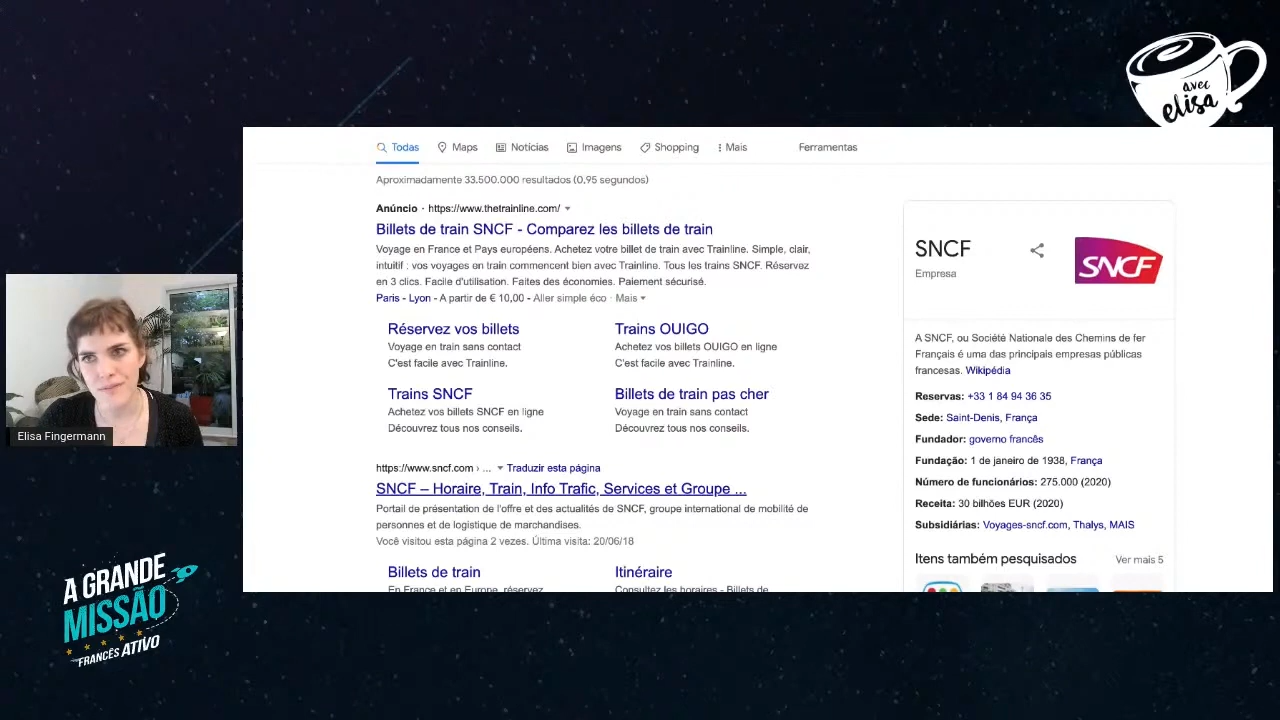 avec
elisa
Todas
Maps
Notícias
Imagens
Shopping
Mais
Ferramentas
Aproximadamente 33.500.000 resultados (0,95 segundos)
Anúncio · https://www.thetrainline.com/
Billets de train SNCF - Comparez les billets de train
Voyage en France et Pays européens. Achetez votre billet de train avec Trainline. Simple, clair,
intuitif : vos voyages en train commencent bien avec Trainline. Tous les trains SNCF. Réservez
en 3 clics. Facile d'utilisation. Faites des économies. Paiement sécurisé.
Paris - Lyon - A partir de € 10,00 - Aller simple éco · Mais
Réservez vos billets
Voyage en train sans contact
C'est facile avec Trainline.
Trains OUIGO
Achetez vos billets OUIGO en ligne
C'est facile avec Trainline.
Trains SNCF
Achetez vos billets SNCF en ligne
Découvrez tous nos conseils.
Billets de train pas cher
Voyage en train sans contact
Découvrez tous nos conseils.
https://www.sncf.com › ... Traduzir esta página
SNCF – Horaire, Train, Info Trafic, Services et Groupe ...
Portail de présentation de l'offre et des actualités de SNCF, groupe international de mobilité de
personnes et de logistique de marchandises.
Você visitou esta página 2 vezes. Última visita: 20/06/18
Billets de train
En France et en Europe, réservez
Itinéraire
Consultez les horaires - Billets de
SNCF
Empresa
SNCF
A SNCF, ou Société Nationale des Chemins de fer
Français é uma das principais empresas públicas
francesas. Wikipédia
Reservas: +33 1 84 94 36 35
Sede: Saint-Denis, França
Fundador: governo francês
Fundação: 1 de janeiro de 1938, França
Número de funcionários: 275.000 (2020)
Receita: 30 bilhões EUR (2020)
Subsidiárias: Voyages-sncf.com, Thalys, MAIS
Itens também pesquisados
Ver mais 5
Elisa Fingermann
A GRANDE
MISSÃO
FRANCÊS ATIVO